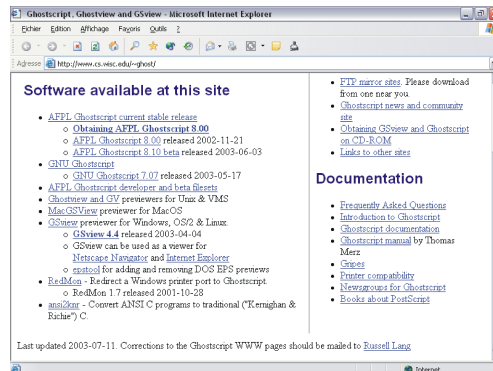 Ghostscript, Ghostview and GSview - Microsoft Internet Explorer
Fichier Edition Affichage Favoris Outils ?
Adresse http://www.cs.wisc.edu/~ghost/
Software available at this site
AFPL Ghostscript current stable release
Obtaining AFPL Ghostscript 8.00
AFPL Ghostscript 8.00 released 2002-11-21
AFPL Ghostscript 8.10 beta released 2003-06-03
GNU Ghostscript
GNU Ghostscript 7.07 released 2003-05-17
AFPL Ghostscript developer and beta filesets
Ghostview and GV previewers for Unix & VMS
MacGSView previewer for MacOS
GSview previewer for Windows, OS/2 & Linux.
GSview 4.4 released 2003-04-04
GSview can be used as a viewer for
Netscape Navigator and Internet Explorer
epstool for adding and removing DOS EPS previews
RedMon - Redirect a Windows printer port to Ghostscript.
RedMon 1.7 released 2001-10-28
ansi2knr - Convert ANSI C programs to traditional ("Kernighan &
Richie") C.
FTP mirror sites. Please download
from one near you.
Ghostscript news and community
site
Obtaining GSview and Ghostscript
on CD-ROM
Links to other sites
Documentation
Frequently Asked Questions
Introduction to Ghostscript
Ghostscript documentation
Ghostscript manual by Thomas
Merz
Gripes
Printer compatibility
Newsgroups for Ghostscript
Books about PostScript
Last updated 2003-07-11. Corrections to the Ghostscript WWW pages should be mailed to Russell Lang
Internet